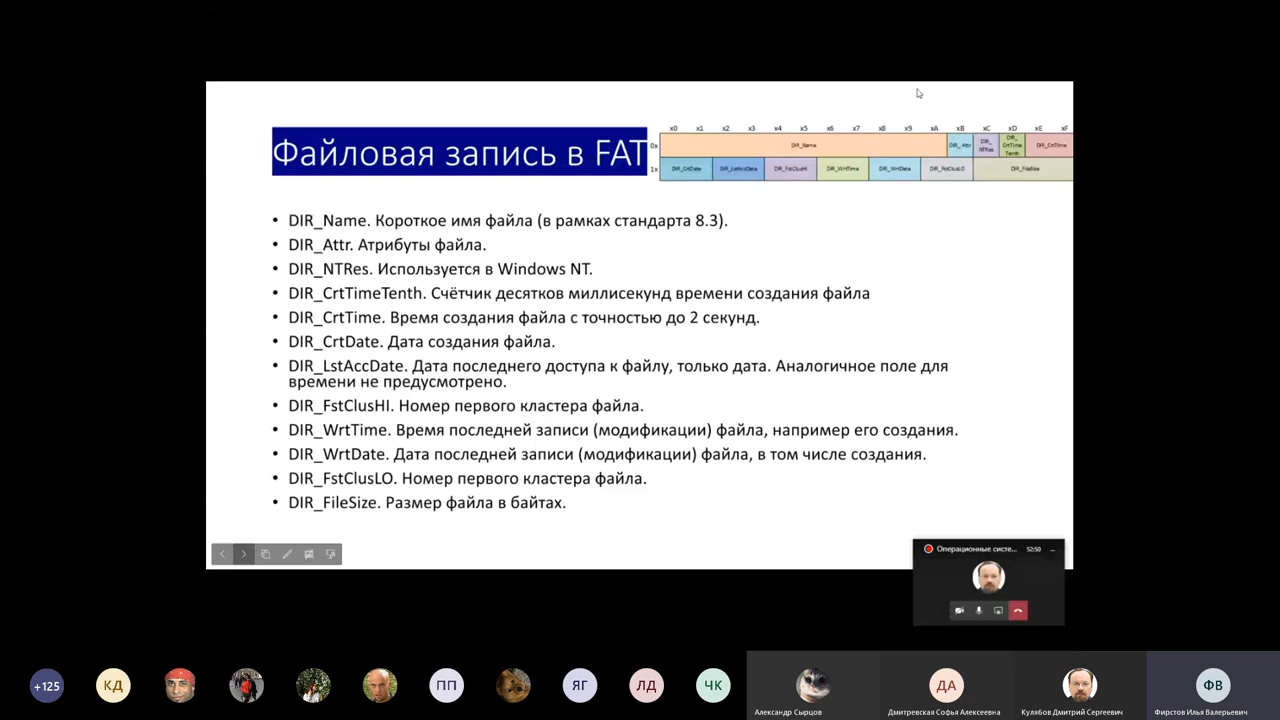 Файловая запись в FAT
x0 x1 x2 x3 x4 x5 x6 x7 x8 x9 xA xB xC xD xE xF
0x DIR_Name DIR_Attr DIR_NTRes DIR_CrtTimeTenth DIR_CrtTime
1x DIR_CrtDate DIR_LstAccDate DIR_FstClusHI DIR_WrtTime DIR_WrtDate DIR_FstClusLO DIR_FileSize
• DIR_Name. Короткое имя файла (в рамках стандарта 8.3).
• DIR_Attr. Атрибуты файла.
• DIR_NTRes. Используется в Windows NT.
• DIR_CrtTimeTenth. Счётчик десятков миллисекунд времени создания файла
• DIR_CrtTime. Время создания файла с точностью до 2 секунд.
• DIR_CrtDate. Дата создания файла.
• DIR_LstAccDate. Дата последнего доступа к файлу, только дата. Аналогичное поле для
времени не предусмотрено.
• DIR_FstClusHI. Номер первого кластера файла.
• DIR_WrtTime. Время последней записи (модификации) файла, например его создания.
• DIR_WrtDate. Дата последней записи (модификации) файла, в том числе создания.
• DIR_FstClusLO. Номер первого кластера файла.
• DIR_FileSize. Размер файла в байтах.
Операционные систе... 52:50 ...
+125 КД ПП ЯГ ЛД ЧК ДА ФВ
Александр Сырцов Дмитревская Софья Алексеевна Кулябов Дмитрий Сергеевич Фирстов Илья Валерьевич